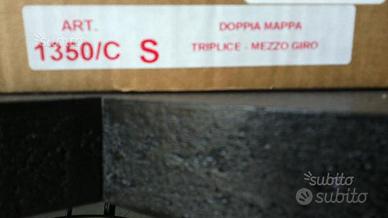 ART. DOPPIA MAPPA
1350/C S TRIPLICE - MEZZO GIRO
subito
subito